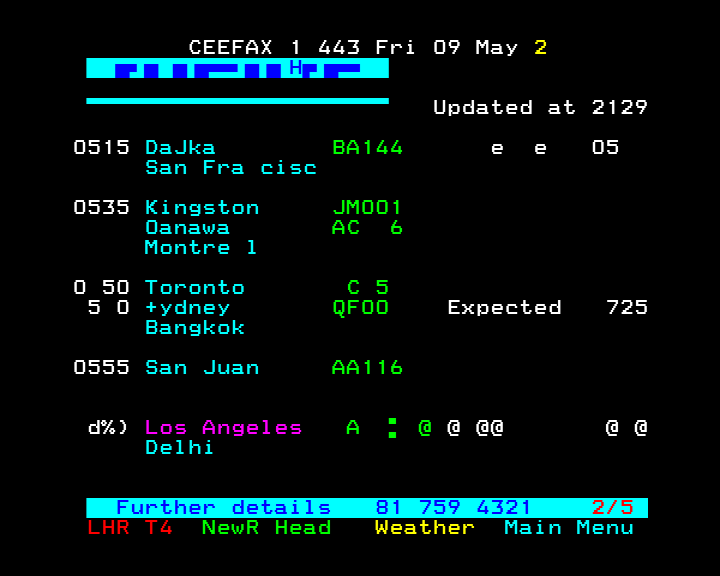 CEEFAX 1 443 Fri 09 May 2
H
Updated at 2129
0515 DaJka BA144 e e 05
San Fra cisc
0535 Kingston JM001
Oanawa AC 6
Montre l
0 50 Toronto C 5
5 0 +ydney QF00 Expected 725
Bangkok
0555 San Juan AA116
d%) Los Angeles A : @ @ @@ @ @
Delhi
Further details 81 759 4321 2/5
LHR T4 NewR Head Weather Main Menu